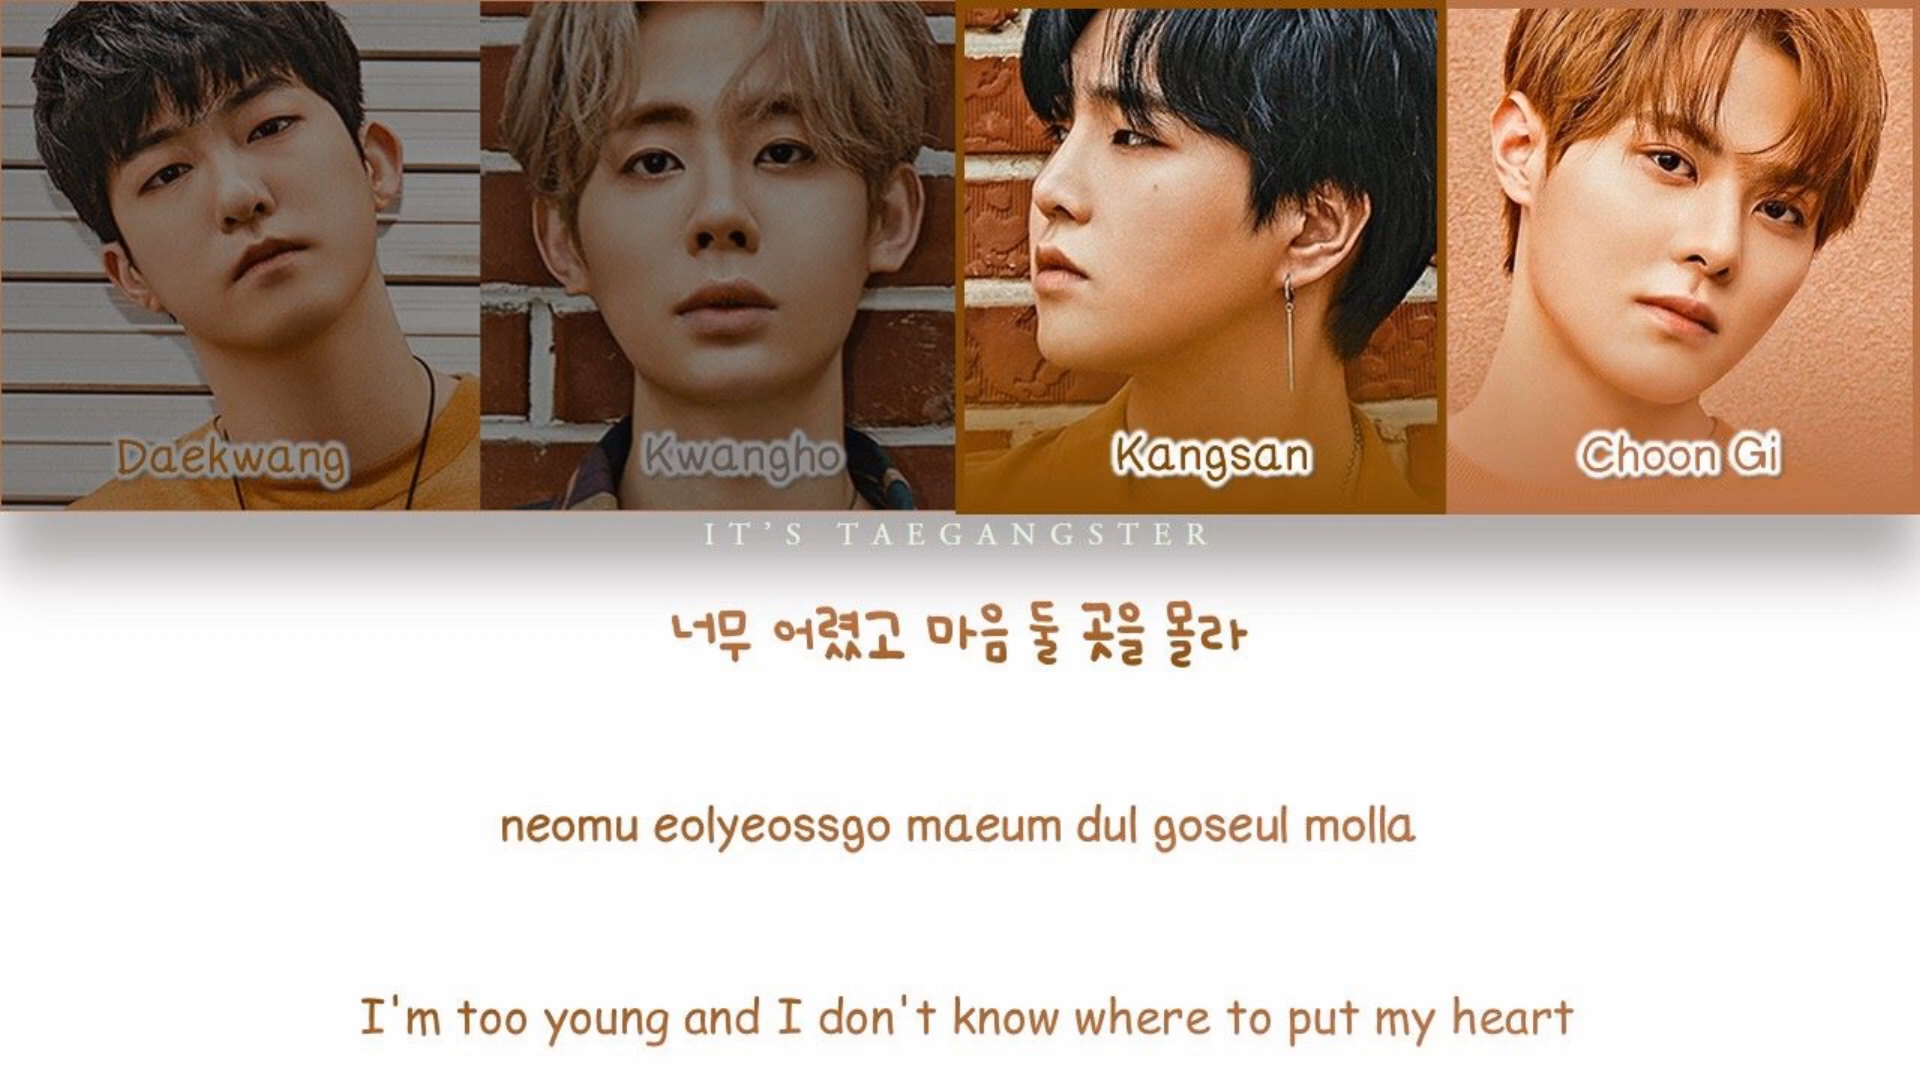 Daekwang Kwangho Kangsan Choon Gi
IT'S TAEGANGSTER
너무 어렸고 마음 둘 곳을 몰라
neomu eolyeossgo maeum dul goseul molla
I'm too young and I don't know where to put my heart